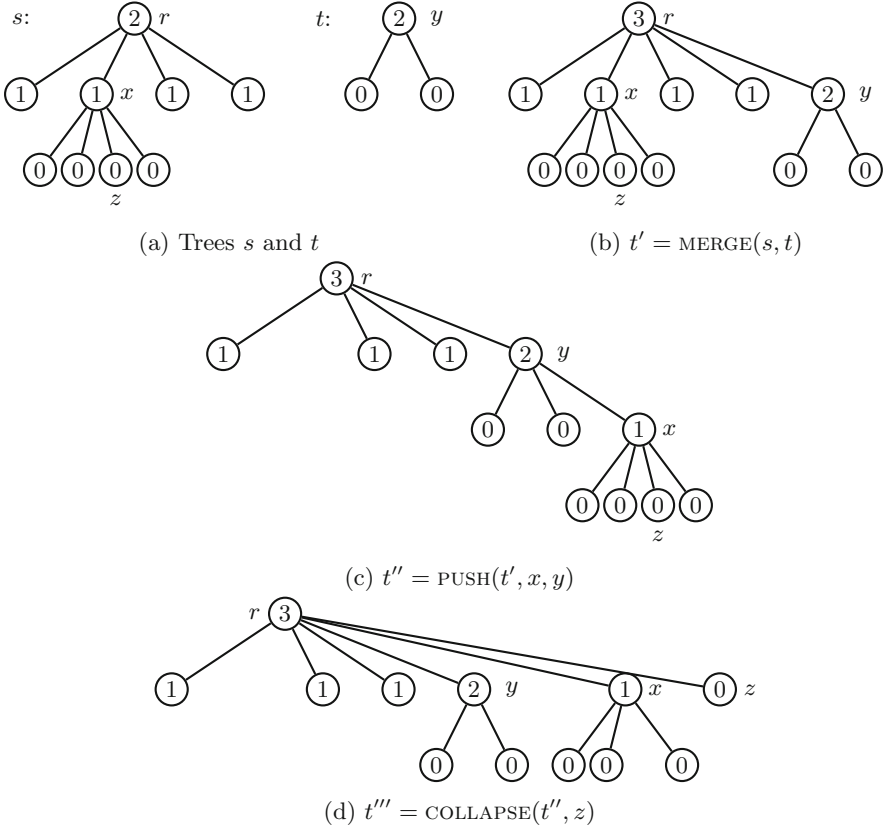 s: 2 r t: 2 y 3 r
1 1 x 1 1 0 0 1 1 x 1 1 2 y
0 0 0 0 0 0 0 0 0 0
z z
(a) Trees s and t (b) t′ = MERGE(s, t)
3 r
1 1 1 2 y
0 0 1 x
0 0 0 0
z
(c) t′′ = PUSH(t′, x, y)
r 3
1 1 1 2 y 1 x 0 z
0 0 0 0 0
(d) t′′′ = COLLAPSE(t′′, z)